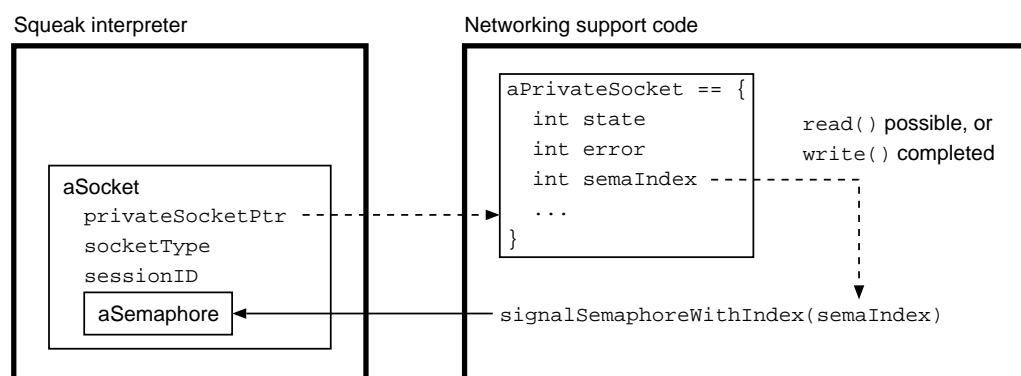 Squeak interpreter
Networking support code
aSocket
privateSocketPtr
socketType
sessionID
aSemaphore
aPrivateSocket == {
int state
int error
int semaIndex
...
}
read() possible, or
write() completed
signalSemaphoreWithIndex(semaIndex)